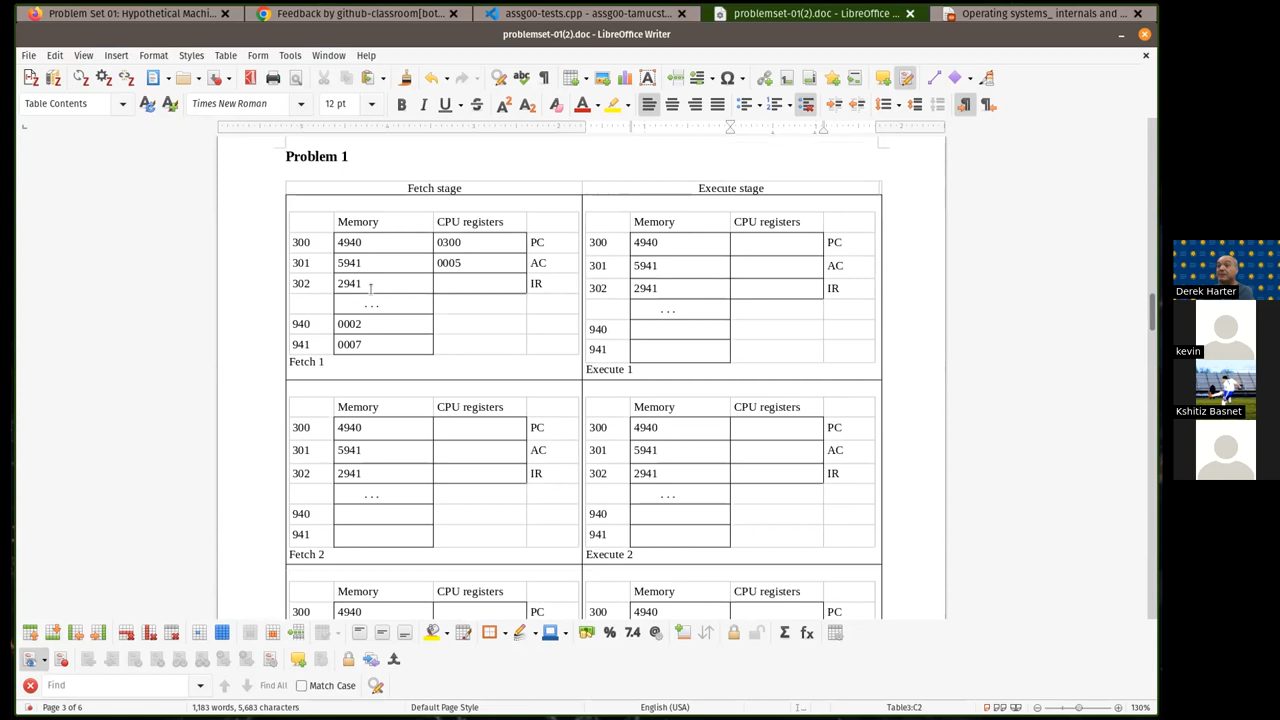 Problem Set 01: Hypothetical Machi...
Feedback by github-classroom[bot...
assg00-tests.cpp - assg00-tamucst...
problemset-01(2).doc - LibreOffice ...
Operating systems_ internals and ...
problemset-01(2).doc - LibreOffice Writer
File Edit View Insert Format Styles Table Form Tools Window Help
Table Contents Times New Roman 12 pt
Problem 1
Fetch stage Execute stage
Memory CPU registers Memory CPU registers
300 4940 0300 PC 300 4940 PC
301 5941 0005 AC 301 5941 AC
302 2941 IR 302 2941 IR
... ...
940 0002 940
941 0007 941
Fetch 1 Execute 1
Memory CPU registers Memory CPU registers
300 4940 PC 300 4940 PC
301 5941 AC 301 5941 AC
302 2941 IR 302 2941 IR
... ...
940 940
941 941
Fetch 2 Execute 2
Memory CPU registers Memory CPU registers
300 4940 PC 300 4940 PC
Find Find All Match Case
Page 3 of 6 1,183 words, 5,683 characters Default Page Style English (USA) Table3:C2 130%
Derek Harter
kevin
Kshitiz Basnet